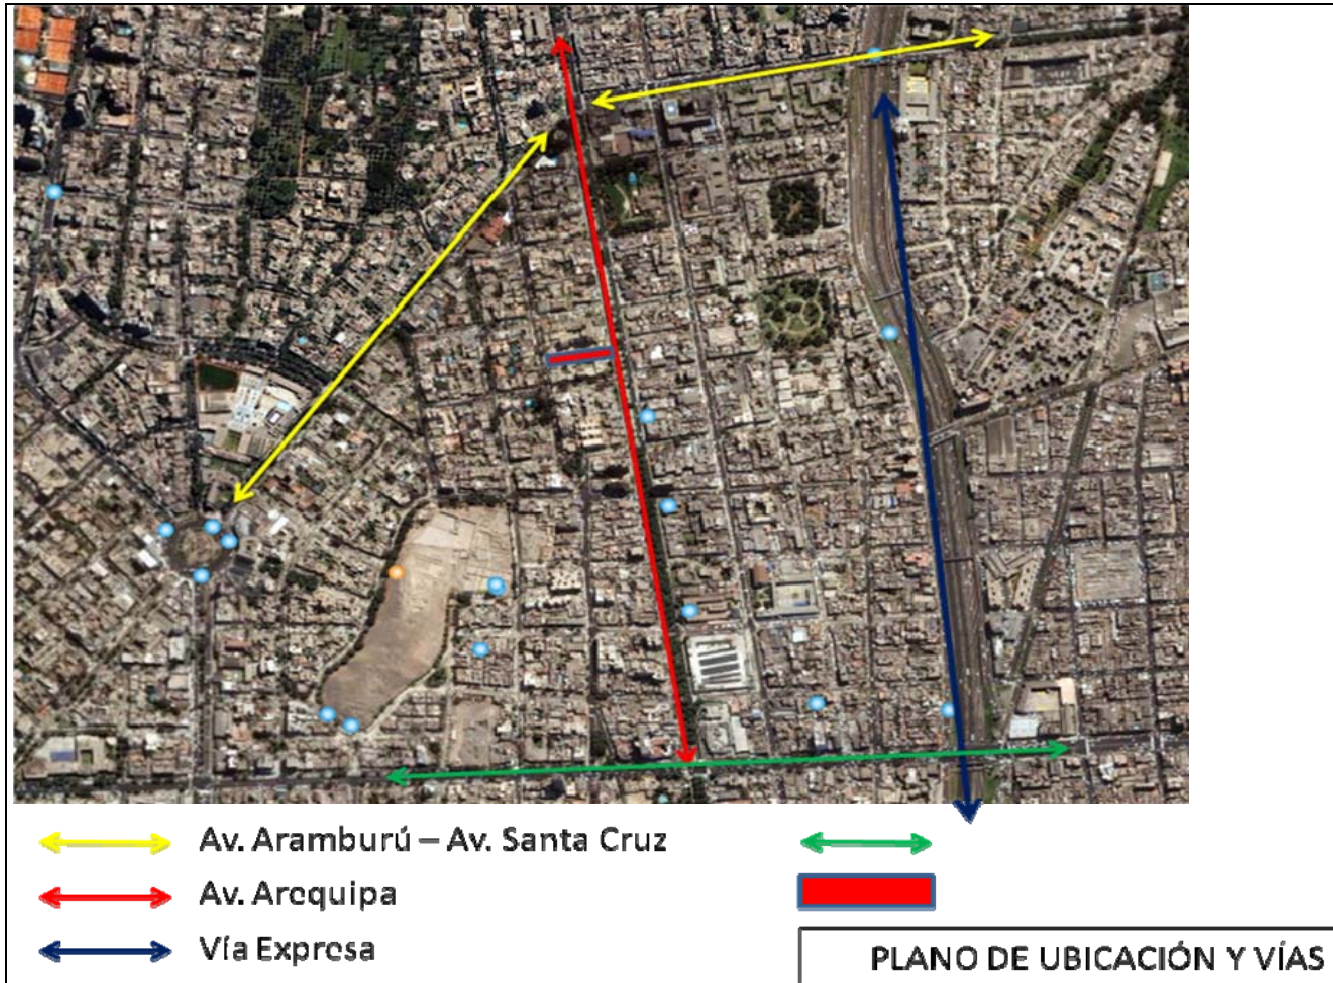 Av. Aramburú – Av. Santa Cruz
Av. Arequipa
Vía Expresa
PLANO DE UBICACIÓN Y VÍAS